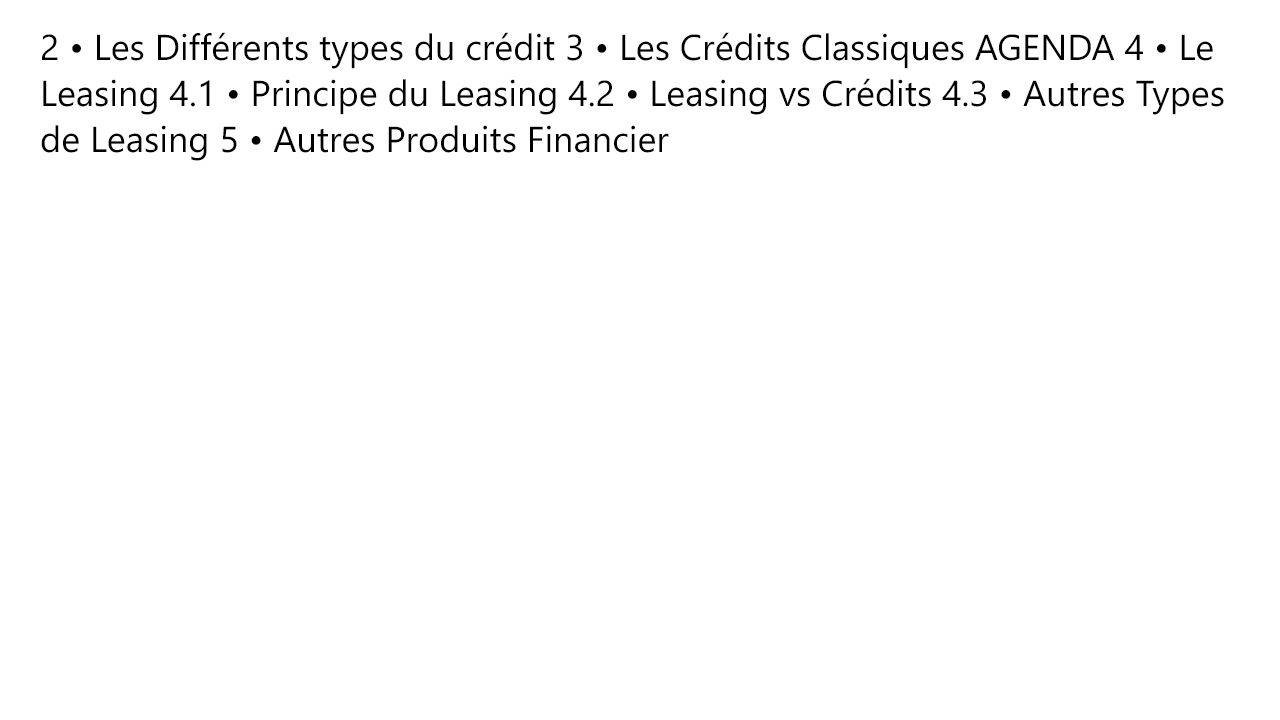 2 • Les Différents types du crédit 3 • Les Crédits Classiques AGENDA 4 • Le
Leasing 4.1 • Principe du Leasing 4.2 • Leasing vs Crédits 4.3 • Autres Types
de Leasing 5 • Autres Produits Financier